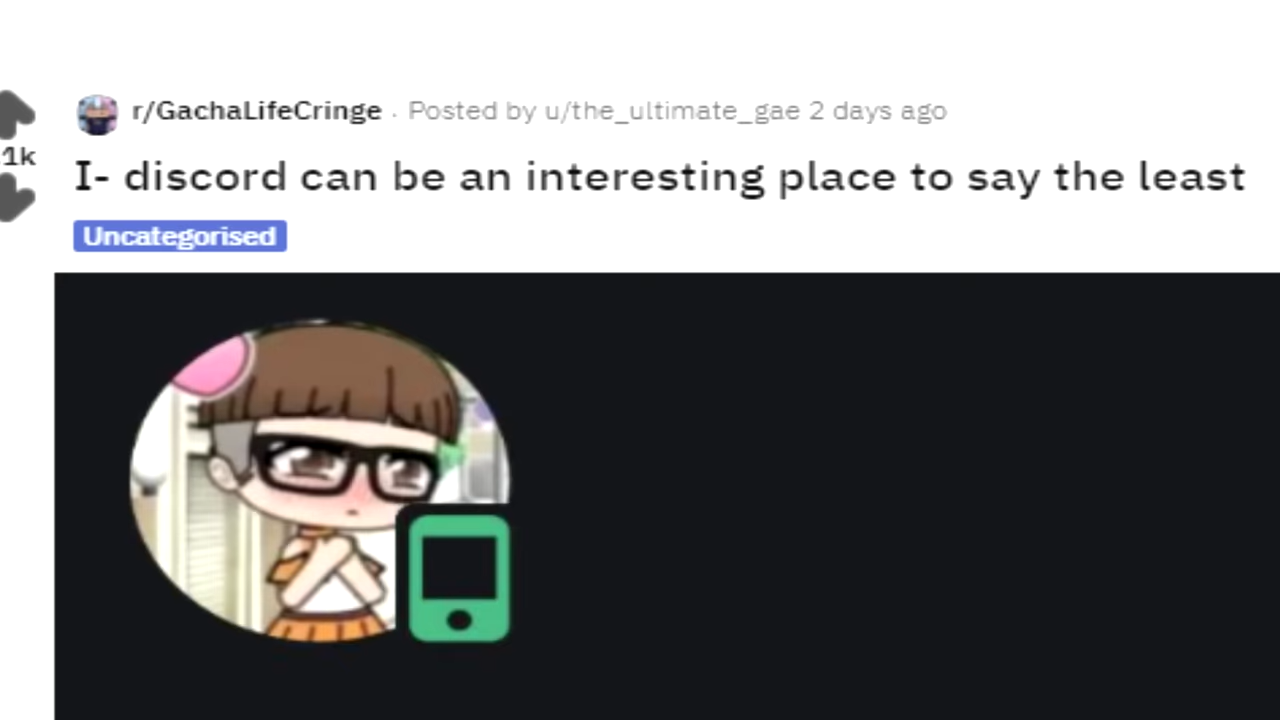 r/GachaLifeCringe · Posted by u/the_ultimate_gae 2 days ago
1k
I- discord can be an interesting place to say the least
Uncategorised